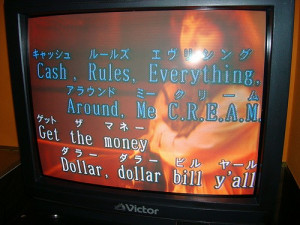 キャッシュ ルールズ エヴリシング
Cash, Rules, Everything,
アラウンド ミー クリーム
Around, Me C.R.E.A.M
ゲット ザ マネー
Get the money
ダラー ダラー ビル ヤール
Dollar, dollar bill y'all
Victor